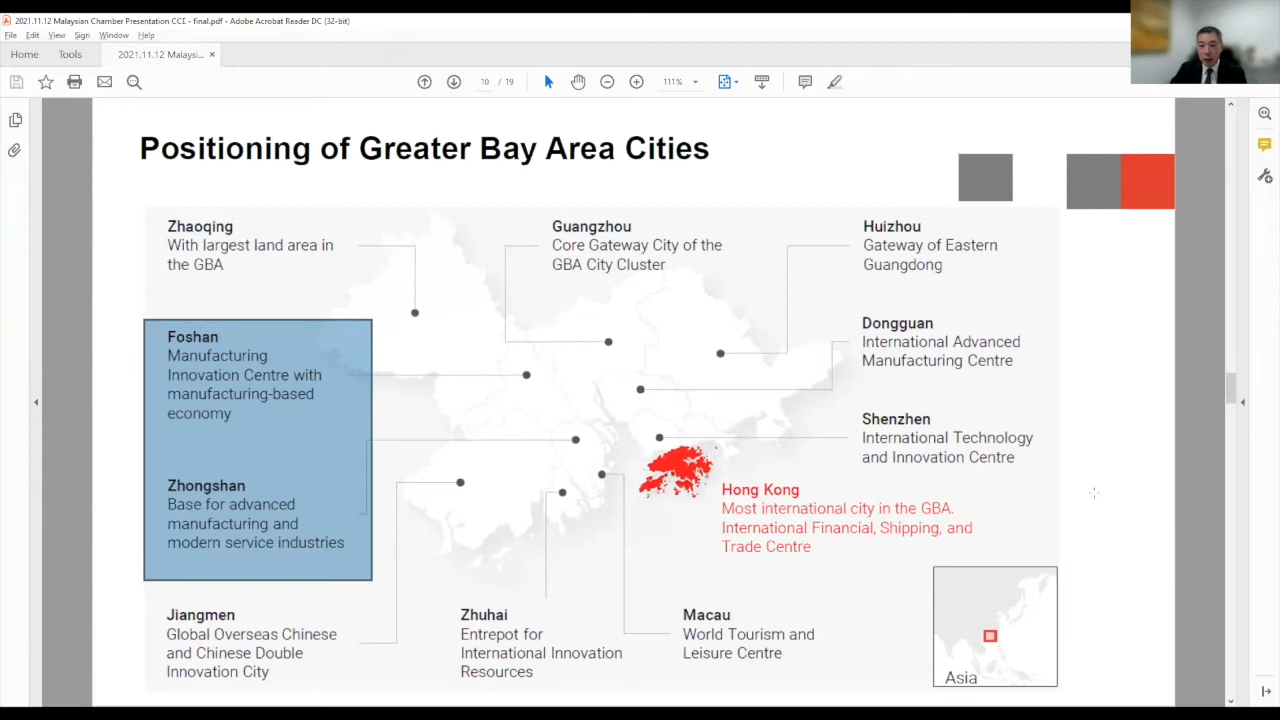 2021.11.12 Malaysian Chamber Presentation CCE - final.pdf - Adobe Acrobat Reader DC (32-bit)
File Edit View Sign Window Help
Home Tools 2021.11.12 Malaysi... ×
10 / 19 111%
Positioning of Greater Bay Area Cities
Zhaoqing
With largest land area in
the GBA
Guangzhou
Core Gateway City of the
GBA City Cluster
Huizhou
Gateway of Eastern
Guangdong
Foshan
Manufacturing
Innovation Centre with
manufacturing-based
economy
Dongguan
International Advanced
Manufacturing Centre
Shenzhen
International Technology
and Innovation Centre
Zhongshan
Base for advanced
manufacturing and
modern service industries
Hong Kong
Most international city in the GBA.
International Financial, Shipping, and
Trade Centre
Jiangmen
Global Overseas Chinese
and Chinese Double
Innovation City
Zhuhai
Entrepot for
International Innovation
Resources
Macau
World Tourism and
Leisure Centre
Asia